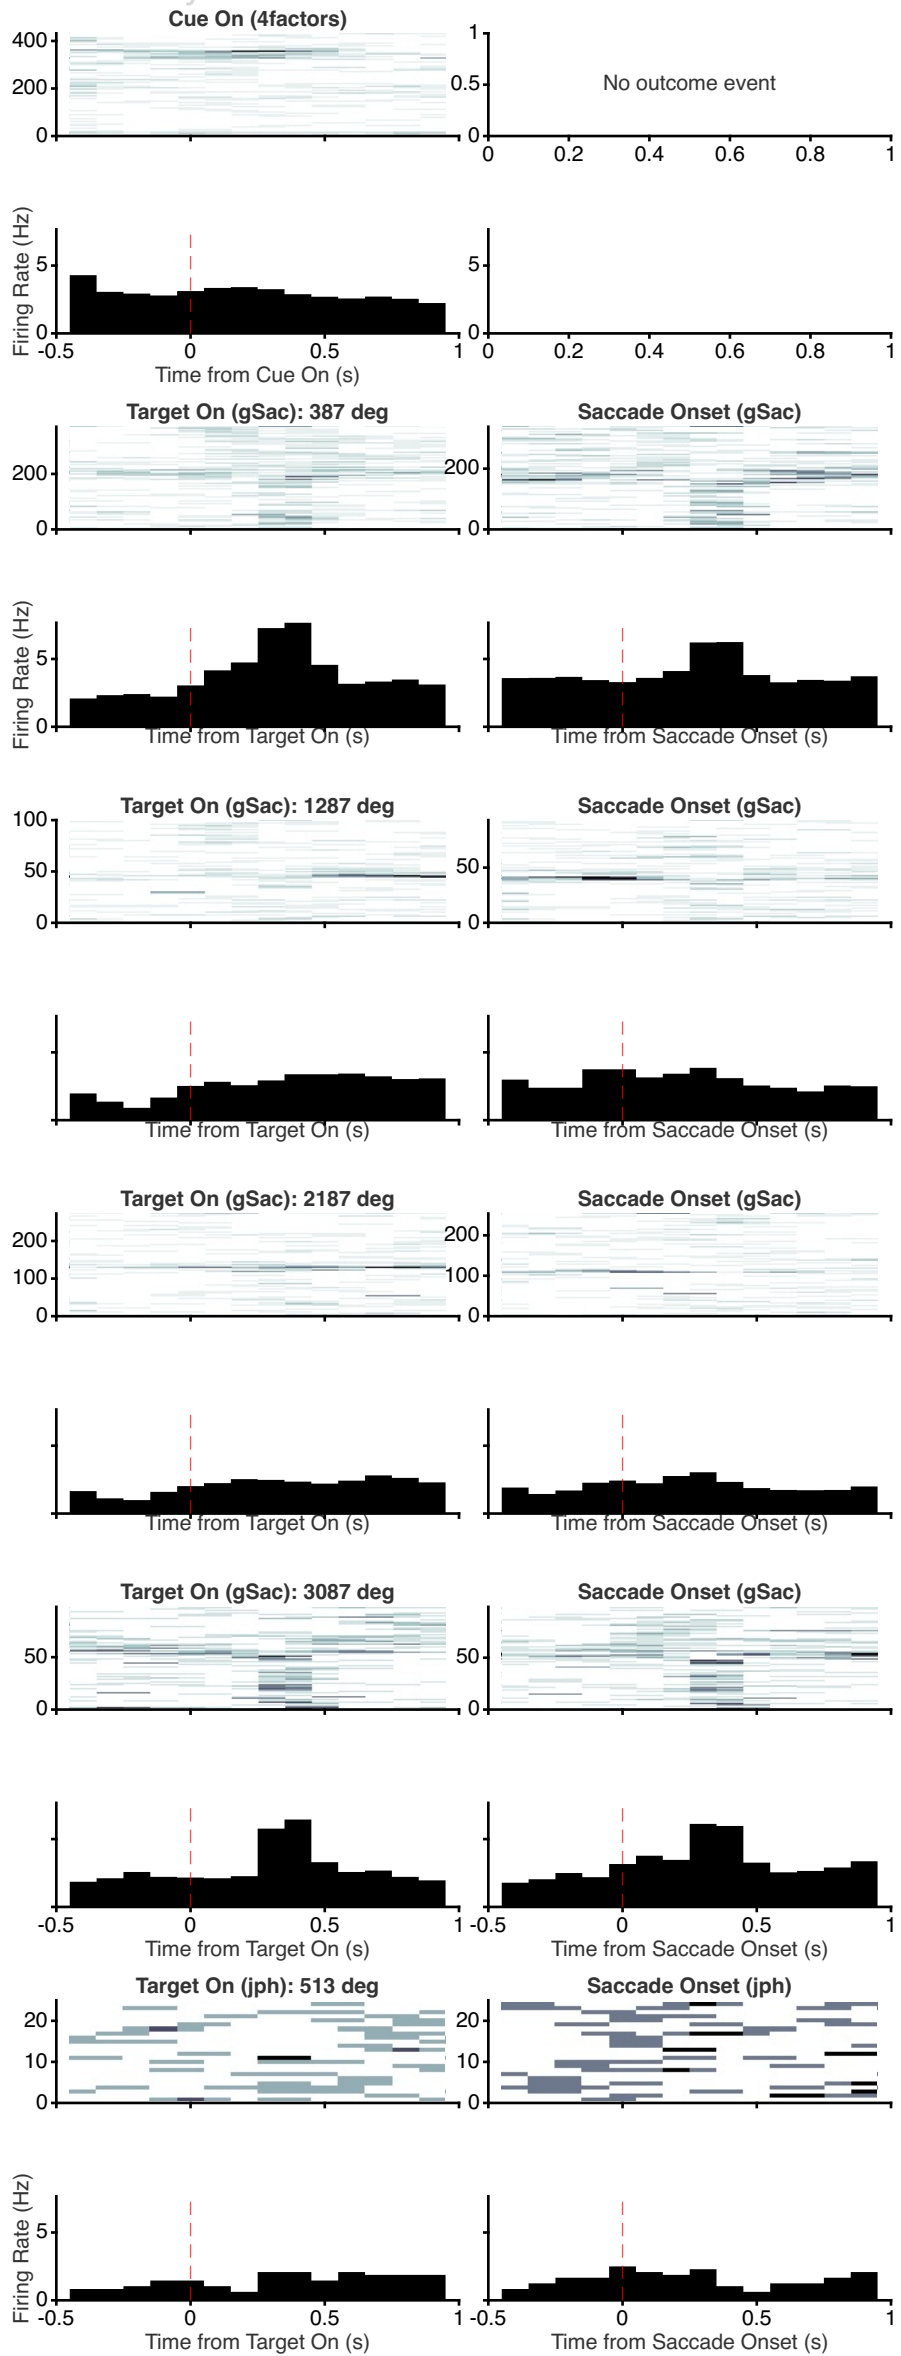 Cue On (4factors)
400
200
0
1
0.5
0
No outcome event
0 0.2 0.4 0.6 0.8 1
Firing Rate (Hz)
5
0
-0.5 0 0.5 1
Time from Cue On (s)
5
0
0 0.2 0.4 0.6 0.8 1
Target On (gSac): 387 deg
200
0
Saccade Onset (gSac)
200
0
Firing Rate (Hz)
5
0
Time from Target On (s)
Time from Saccade Onset (s)
Target On (gSac): 1287 deg
100
50
0
Saccade Onset (gSac)
50
0
Time from Target On (s)
Time from Saccade Onset (s)
Target On (gSac): 2187 deg
200
100
0
Saccade Onset (gSac)
200
100
0
Time from Target On (s)
Time from Saccade Onset (s)
Target On (gSac): 3087 deg
50
0
Saccade Onset (gSac)
50
0
-0.5 0 0.5 1
Time from Target On (s)
-0.5 0 0.5 1
Time from Saccade Onset (s)
Target On (jph): 513 deg
20
10
0
Saccade Onset (jph)
20
10
0
Firing Rate (Hz)
5
0
-0.5 0 0.5 1
Time from Target On (s)
-0.5 0 0.5 1
Time from Saccade Onset (s)